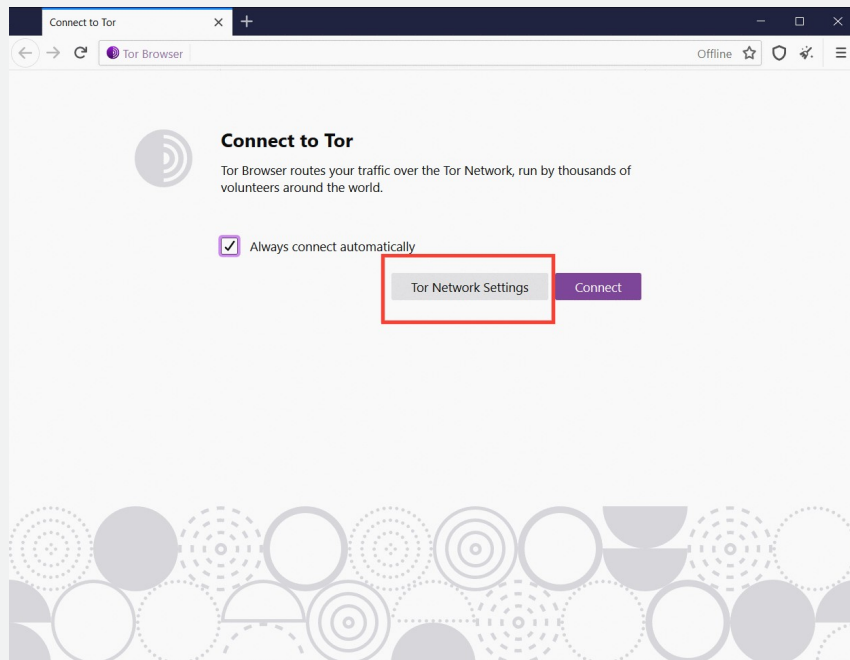 Connect to Tor
Tor Browser
Offline
Connect to Tor
Tor Browser routes your traffic over the Tor Network, run by thousands of
volunteers around the world.
Always connect automatically
Tor Network Settings
Connect